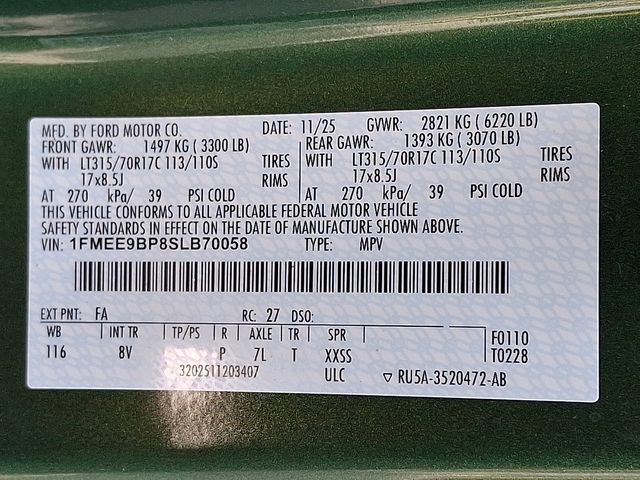 MFD. BY FORD MOTOR CO. DATE: 11/25 GVWR: 2821 KG ( 6220 LB)
FRONT GAWR: 1497 KG ( 3300 LB) REAR GAWR: 1393 KG ( 3070 LB)
WITH LT315/70R17C 113/110S TIRES WITH LT315/70R17C 113/110S TIRES
17x8.5J RIMS 17x8.5J RIMS
AT 270 kPa/ 39 PSI COLD AT 270 kPa/ 39 PSI COLD
THIS VEHICLE CONFORMS TO ALL APPLICABLE FEDERAL MOTOR VEHICLE
SAFETY STANDARDS IN EFFECT ON THE DATE OF MANUFACTURE SHOWN ABOVE.
VIN: 1FMEE9BP8SLB70058 TYPE: MPV
EXT PNT: FA RC: 27 DSO:
WB INT TR TP/PS R AXLE TR SPR F0110
116 8V P 7L T XXSS T0228
3202511203407 ULC ▽ RU5A-3520472-AB